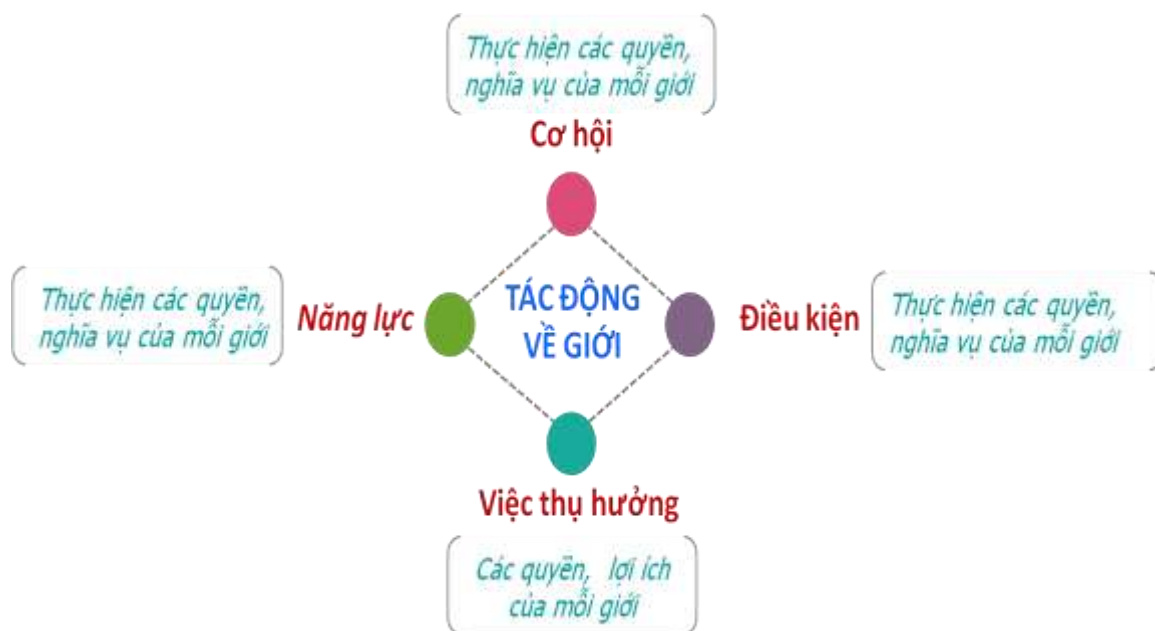 Thực hiện các quyền,
nghĩa vụ của mỗi giới
Cơ hội
Thực hiện các quyền,
nghĩa vụ của mỗi giới
Năng lực
TÁC ĐỘNG
VỀ GIỚI
Điều kiện
Thực hiện các quyền,
nghĩa vụ của mỗi giới
Việc thụ hưởng
Các quyền, lợi ích
của mỗi giới